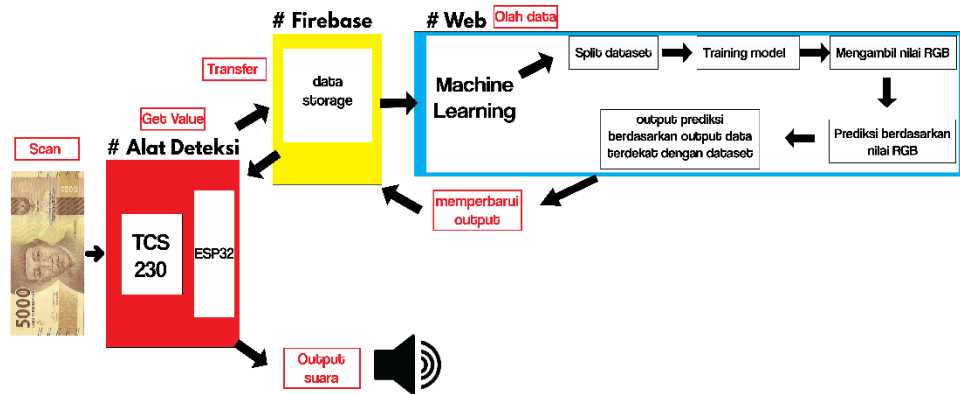 # Firebase
# Web
Olah data
Transfer
data
storage
Machine
Learning
Split dataset
Training model
Mengambil nilai RGB
Get Value
output prediksi
berdasarkan output data
terdekat dengan dataset
Prediksi berdasarkan
nilai RGB
Scan
# Alat Deteksi
memperbarui
output
5000
5000
TCS
230
ESP32
Output
suara